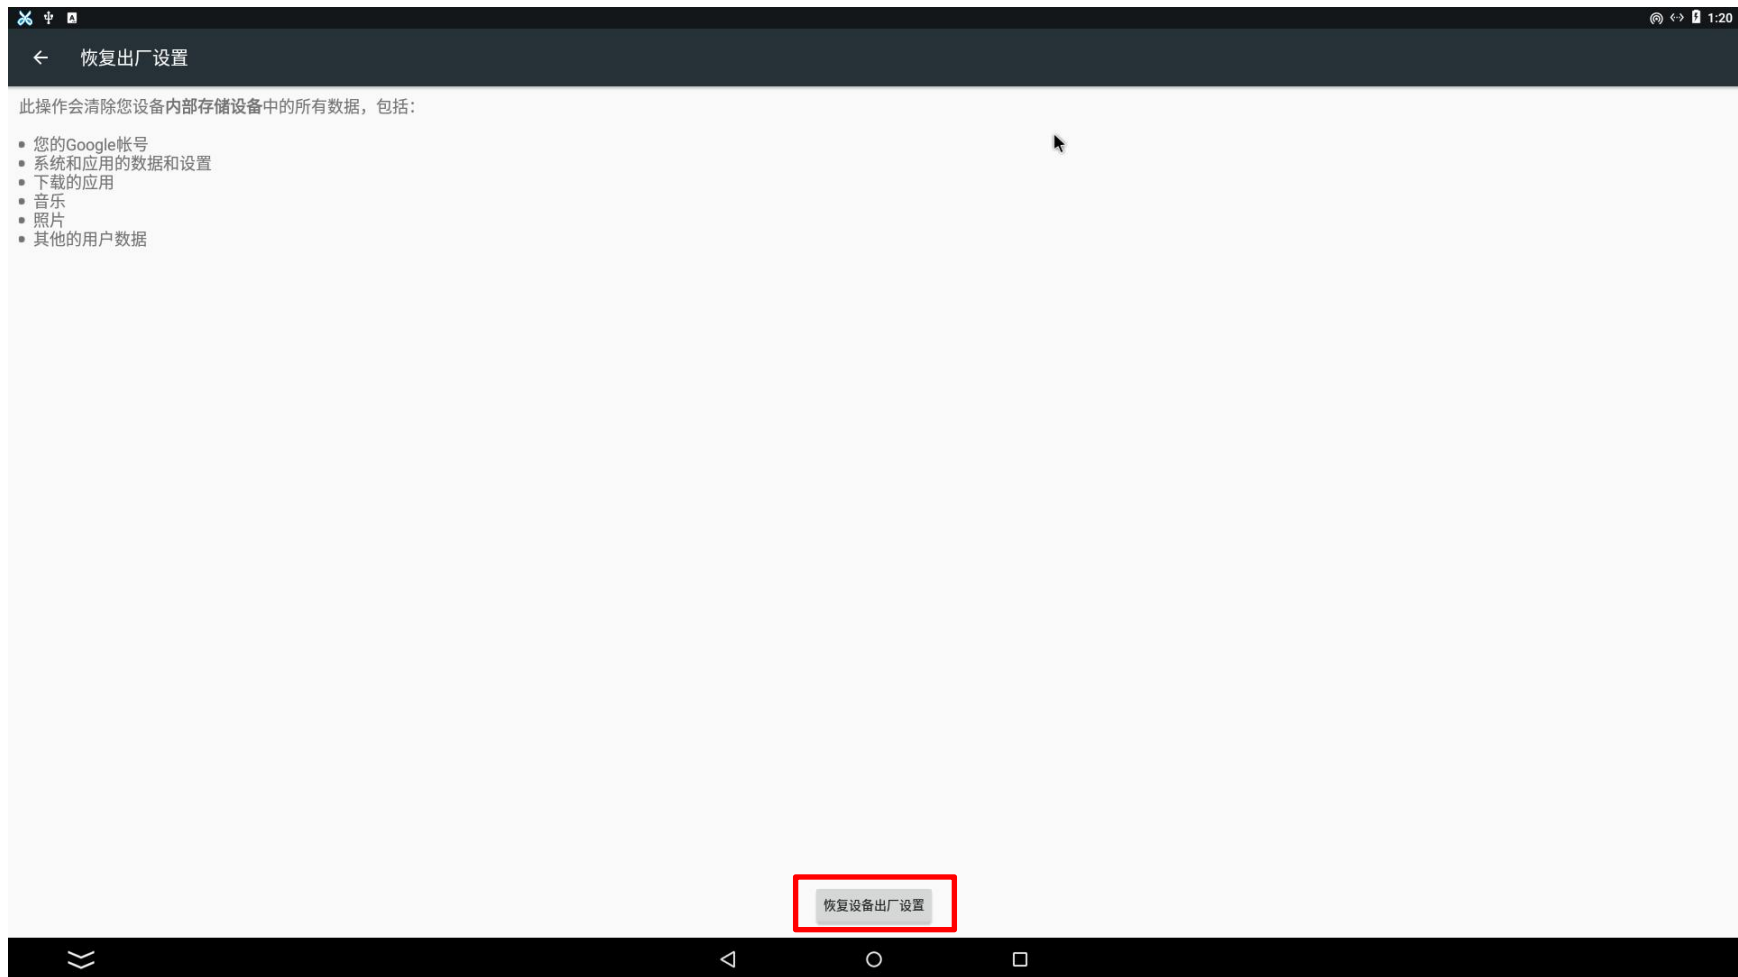 1:20
恢复出厂设置
此操作会清除您设备内部存储设备中的所有数据，包括：
您的Google帐号
系统和应用的数据和设置
下载的应用
音乐
照片
其他的用户数据
恢复设备出厂设置